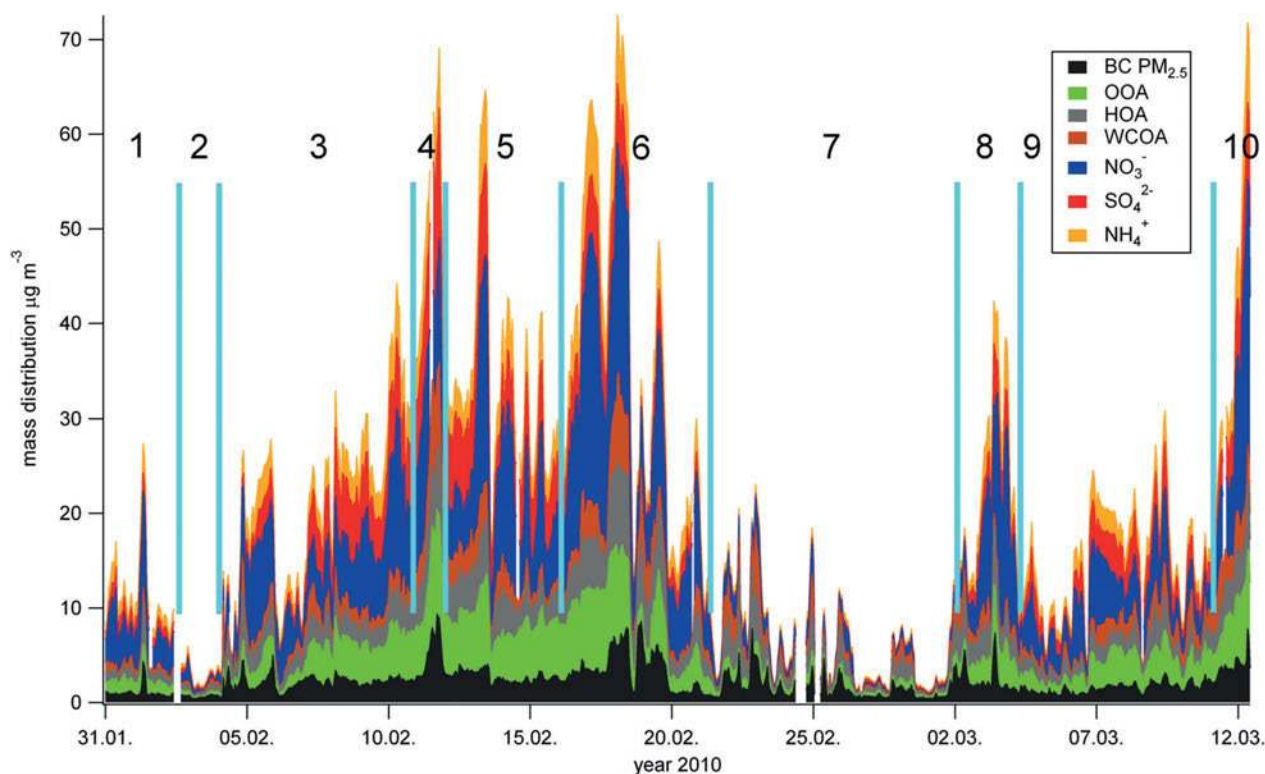 70
60
50
40
30
20
10
0
mass distribution µg m⁻³
1 2 3 4 5 6 7 8 9 10
BC PM₂.₅
OOA
HOA
WCOA
NO₃⁻
SO₄²⁻
NH₄⁺
31.01. 05.02. 10.02. 15.02. 20.02. 25.02. 02.03. 07.03. 12.03.
year 2010